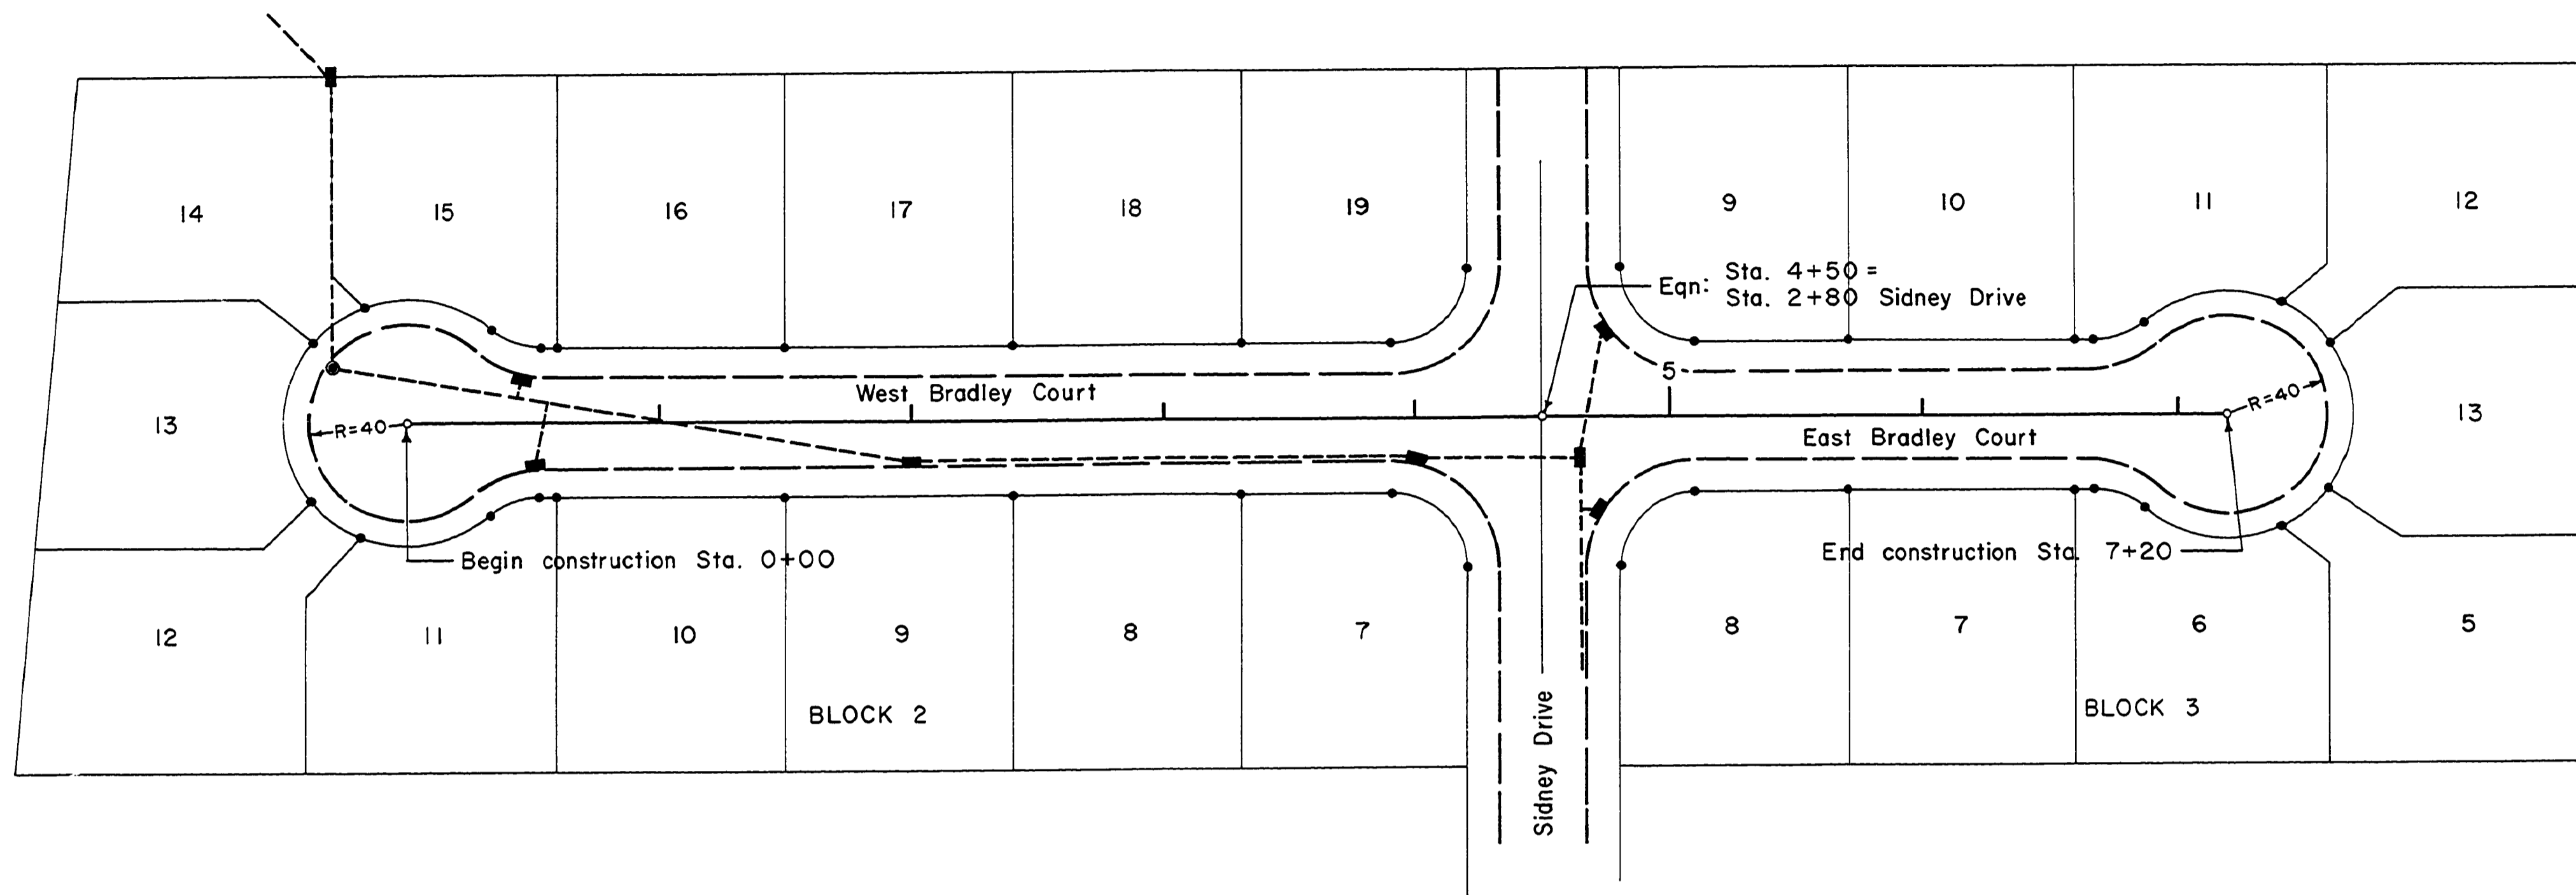 14
15
16
17
18
19
9
10
11
12
Eqn: Sta. 4+50 =
Sta. 2+80 Sidney Drive
5
West Bradley Court
R=40
R=40
13
13
East Bradley Court
Begin construction Sta. 0+00
End construction Sta. 7+20
12
11
10
9
8
7
8
7
6
5
BLOCK 2
BLOCK 3
Sidney Drive